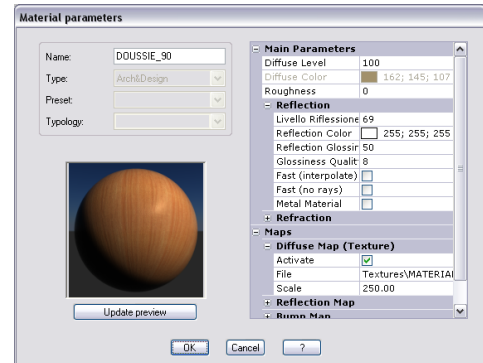 Material parameters
Name: DOUSSIE_90
Type: Arch&Design
Preset:
Typology:
Update preview
Main Parameters
Diffuse Level 100
Diffuse Color 162; 145; 107
Roughness 0
Reflection
Livello Riflessione 69
Reflection Color 255; 255; 255
Reflection Glossir 50
Glossiness Qualit 8
Fast (interpolate)
Fast (no rays)
Metal Material
Refraction
Maps
Diffuse Map (Texture)
Activate
File Textures\MATERIAI
Scale 250.00
Reflection Map
Bump Map
OK Cancel ?